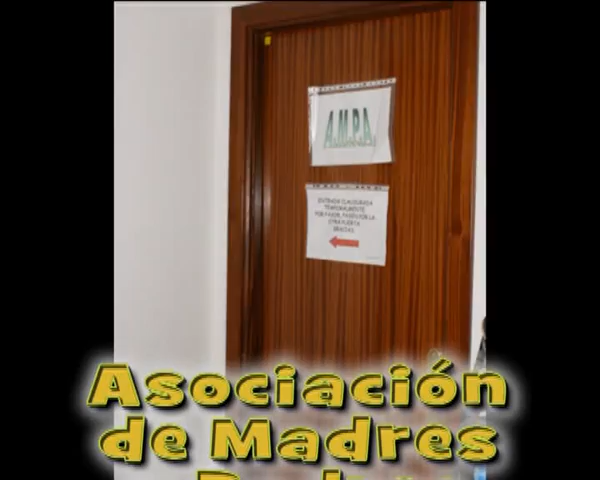 A.M.P.A.
ENTRADA CLAUSURADA
TEMPORALMENTE
POR FAVOR, PASEN POR LA
OTRA PUERTA
GRACIAS
Asociación
de Madres